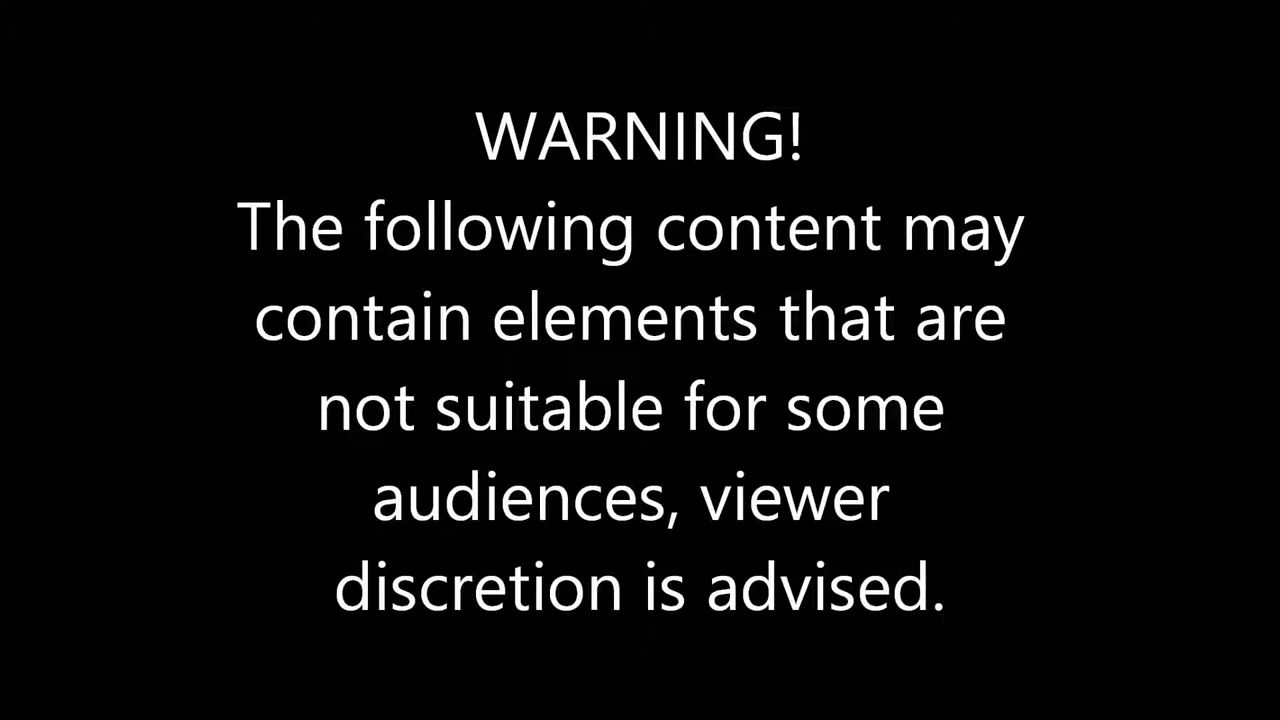 WARNING!
The following content may
contain elements that are
not suitable for some
audiences, viewer
discretion is advised.